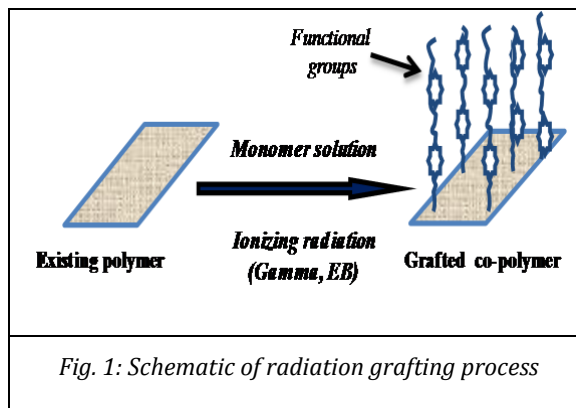 Functional
groups
Monomer solution
Ionizing radiation
(Gamma, EB)
Existing polymer
Grafted co-polymer
Fig. 1: Schematic of radiation grafting process